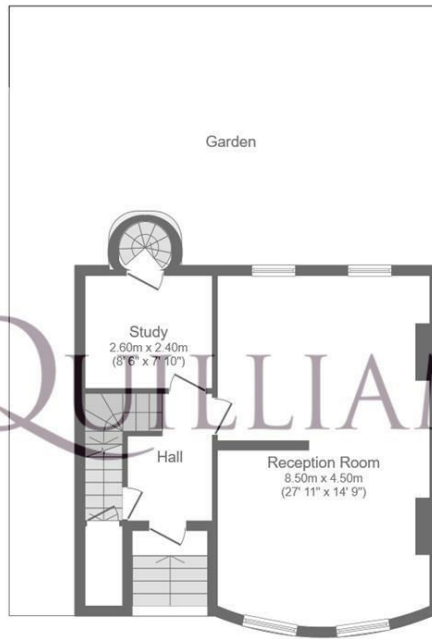 Garden
Study
2.60m x 2.40m
(8' 6" x 7' 10")
QUILLIAM
Hall
Reception Room
8.50m x 4.50m
(27' 11" x 14' 9")